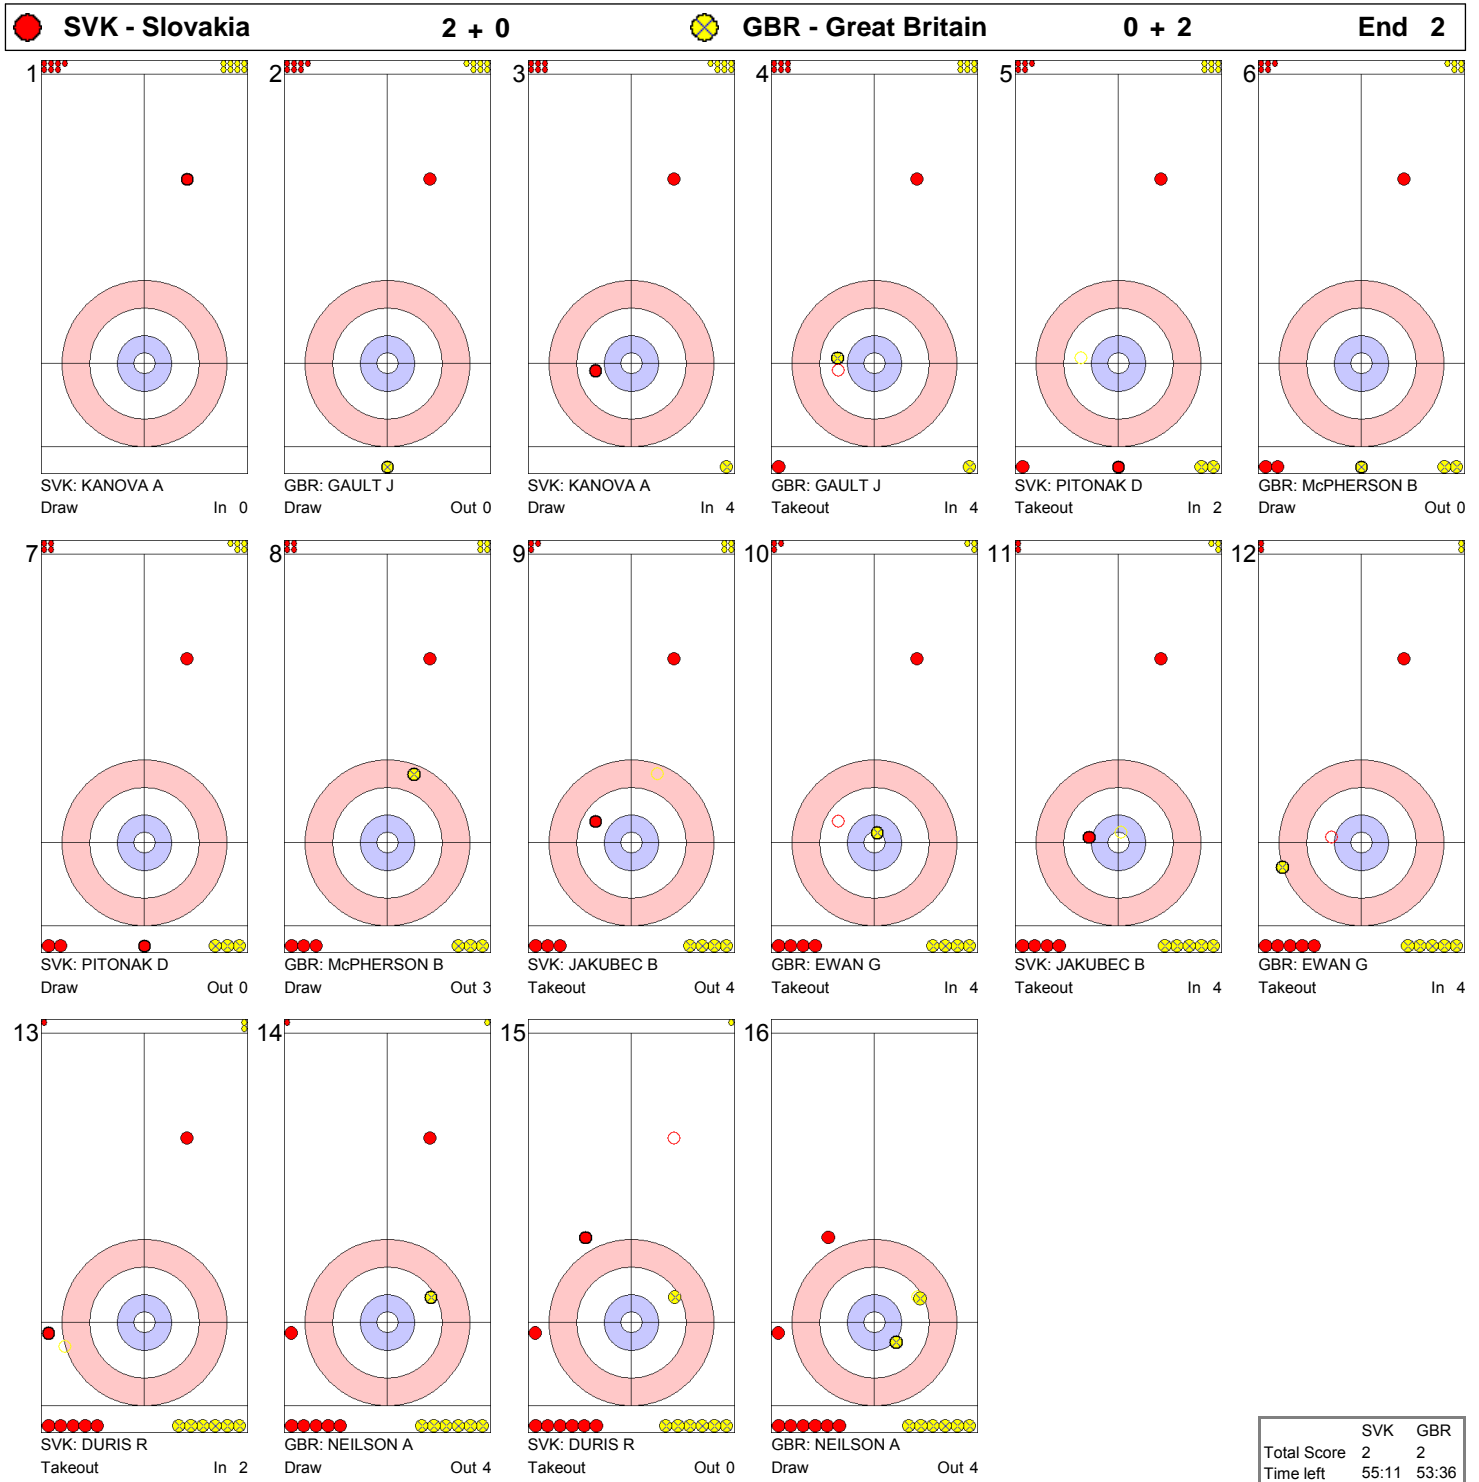 SVK - Slovakia 2 + 0 GBR - Great Britain 0 + 2 End 2
1 2 3 4 5 6
SVK: KANOVA A GBR: GAULT J SVK: KANOVA A GBR: GAULT J SVK: PITONAK D GBR: McPHERSON B
Draw In 0 Draw Out 0 Draw In 4 Takeout In 4 Takeout In 2 Draw Out 0
7 8 9 10 11 12
SVK: PITONAK D GBR: McPHERSON B SVK: JAKUBEC B GBR: EWAN G SVK: JAKUBEC B GBR: EWAN G
Draw Out 0 Draw Out 3 Takeout Out 4 Takeout In 4 Takeout In 4 Takeout In 4
13 14 15 16
SVK: DURIS R GBR: NEILSON A SVK: DURIS R GBR: NEILSON A
Takeout In 2 Draw Out 4 Takeout Out 0 Draw Out 4
SVK GBR
Total Score 2 2
Time left 55:11 53:36